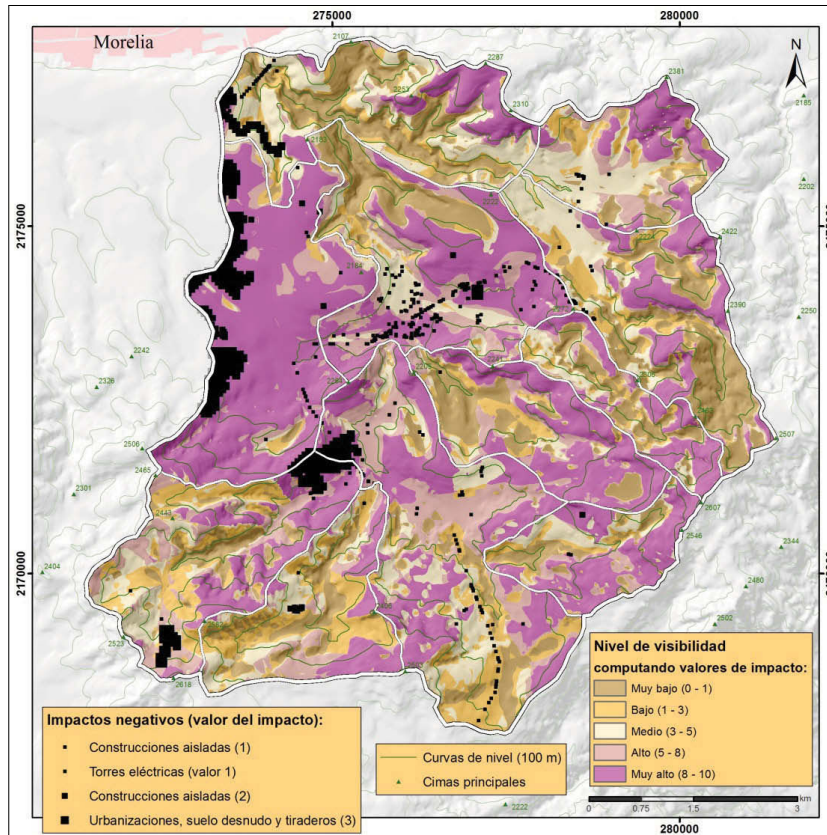 275000
280000
Morelia
N
2107
2287
2381
2253
2310
2185
2202
2175000
2222
2422
2164
2390
2250
2242
2326
2506
2465
2507
2301
2607
2443
2546
2344
2404
2480
2170000
2523
2502
2618
Nivel de visibilidad
computando valores de impacto:
Muy bajo (0 - 1)
Bajo (1 - 3)
Medio (3 - 5)
Alto (5 - 8)
Muy alto (8 - 10)
Impactos negativos (valor del impacto):
Construcciones aisladas (1)
Torres eléctricas (valor 1)
Construcciones aisladas (2)
Urbanizaciones, suelo desnudo y tiraderos (3)
Curvas de nivel (100 m)
Cimas principales
km
0 0.75 1.5 3
2222
280000